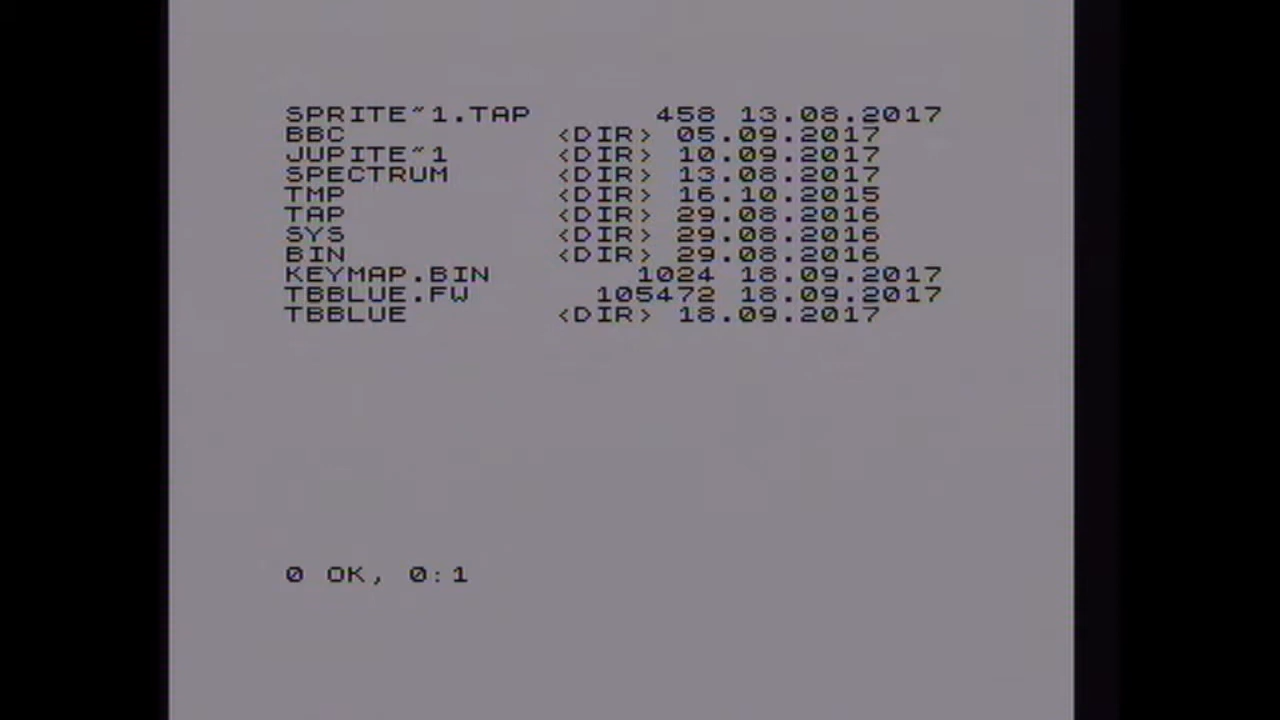 SPRITE~1.TAP 458 13.08.2017
BBC <DIR> 05.09.2017
JUPITE~1 <DIR> 10.09.2017
SPECTRUM <DIR> 13.08.2017
TMP <DIR> 16.10.2015
TAP <DIR> 29.08.2016
SYS <DIR> 29.08.2016
BIN <DIR> 29.08.2016
KEYMAP.BIN 1024 18.09.2017
TBBLUE.FW 105472 18.09.2017
TBBLUE <DIR> 18.09.2017
0 OK, 0:1